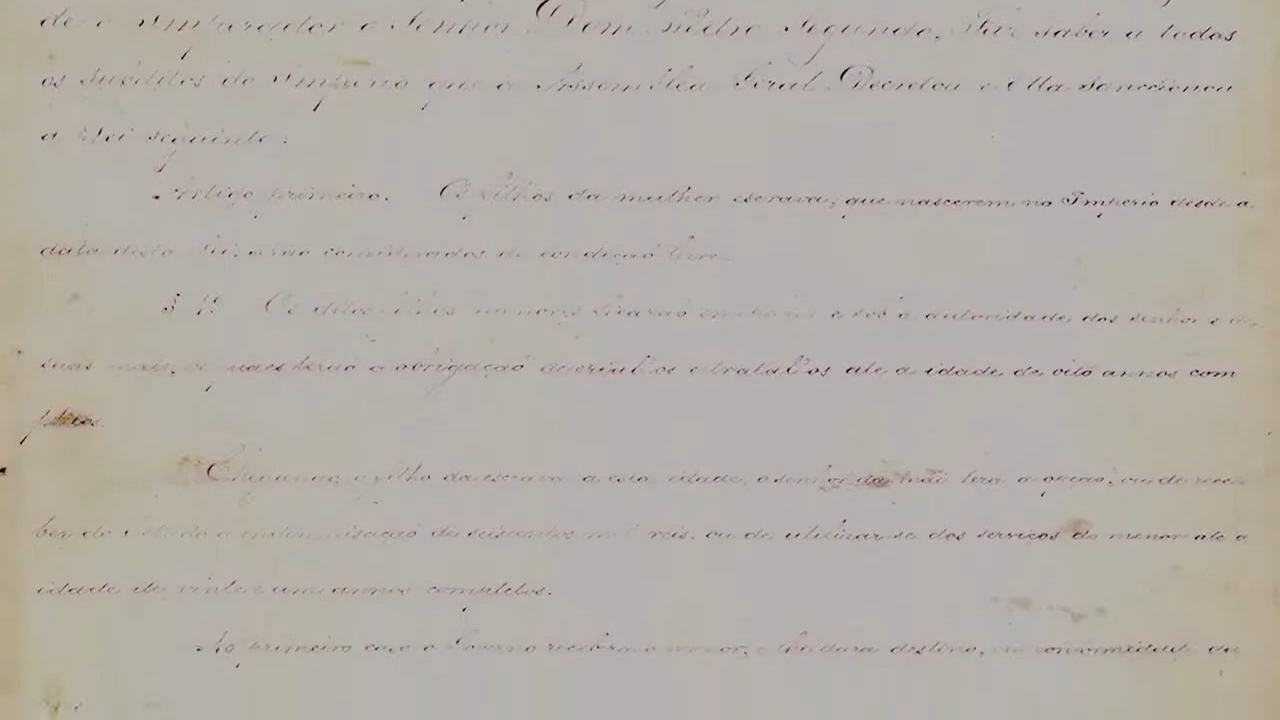 de o Imperador o Senhor Dom Pedro Segundo, Faz saber a todos
os Subditos do Imperio que a Assembléa Geral Decretou e Ella Sanccionou
a Lei seguinte:
Artigo primeiro. Os filhos da mulher escrava, que nascerem no Imperio desde a
data desta Lei, serão considerados de condição livre.
§ 1º Os ditos filhos menores ficarão em poder e sob a autoridade dos senhor e de
suas mãis, os quaes terão a obrigação de crial'os e tratal'os até a idade de oito annos com
pletos.
Chegando o filho da escrava a esta idade, o senhor da mãi terá a opção, ou de rece-
ber do Estado a indemnisação de seiscentos mil reis, ou de utilisar-se dos serviços do menor até a
idade de vinte e um annos completos.
No primeiro caso o Governo receberá o menor, e lhe dará destino, em conformidade da